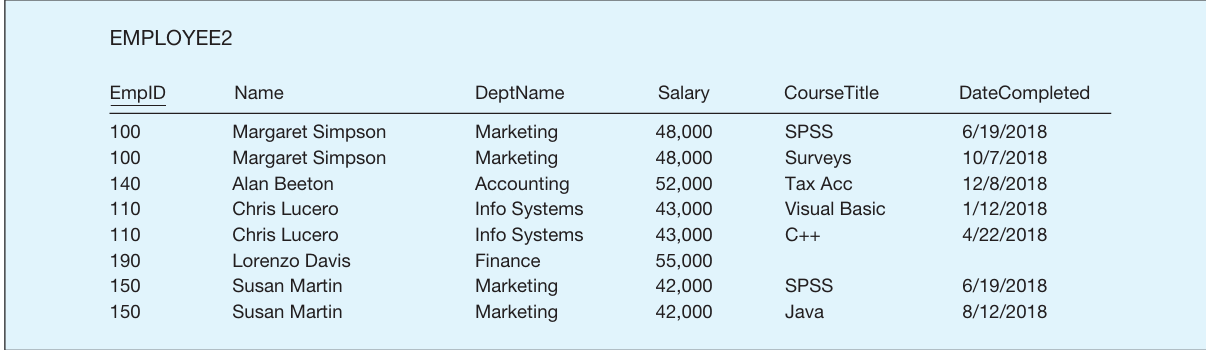 EMPLOYEE2
EmpID Name DeptName Salary CourseTitle DateCompleted
100 Margaret Simpson Marketing 48,000 SPSS 6/19/2018
100 Margaret Simpson Marketing 48,000 Surveys 10/7/2018
140 Alan Beeton Accounting 52,000 Tax Acc 12/8/2018
110 Chris Lucero Info Systems 43,000 Visual Basic 1/12/2018
110 Chris Lucero Info Systems 43,000 C++ 4/22/2018
190 Lorenzo Davis Finance 55,000
150 Susan Martin Marketing 42,000 SPSS 6/19/2018
150 Susan Martin Marketing 42,000 Java 8/12/2018